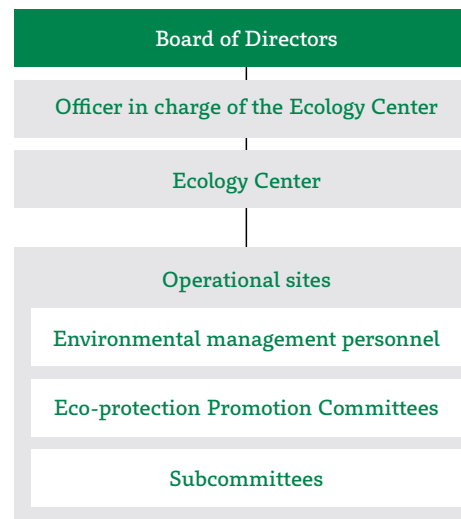 Board of Directors
Officer in charge of the Ecology Center
Ecology Center
Operational sites
Environmental management personnel
Eco-protection Promotion Committees
Subcommittees